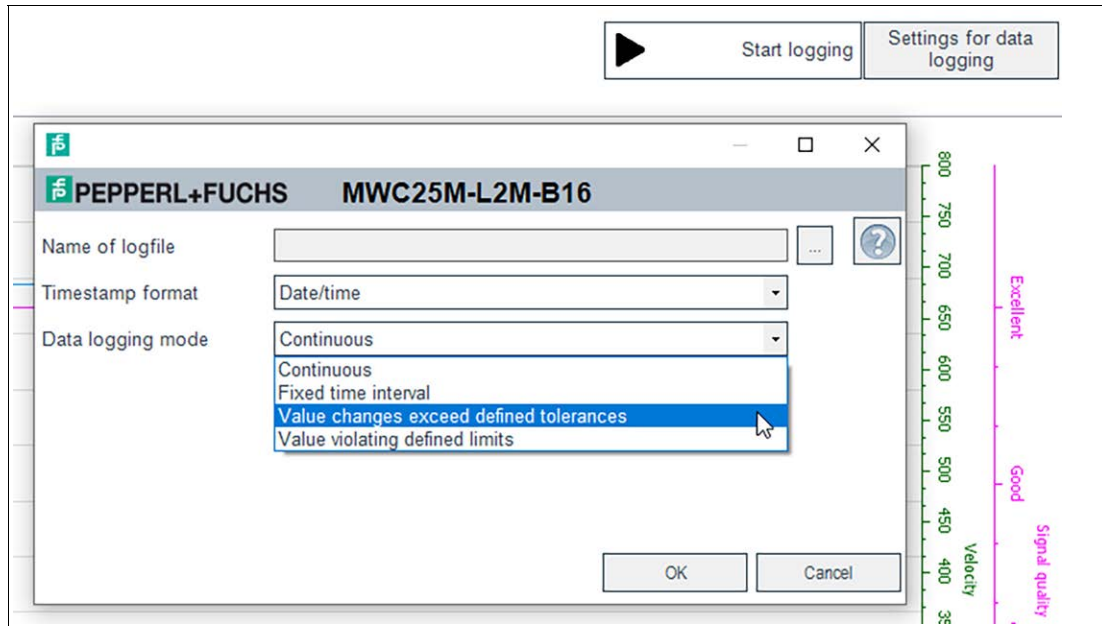 Start logging
Settings for data
logging
PEPPERL+FUCHS MWC25M-L2M-B16
Name of logfile
...
Timestamp format
Date/time
Data logging mode
Continuous
Continuous
Fixed time interval
Value changes exceed defined tolerances
Value violating defined limits
OK
Cancel
800
750
700
650
600
550
500
450
400
35
Velocity
Excellent
Good
Signal quality